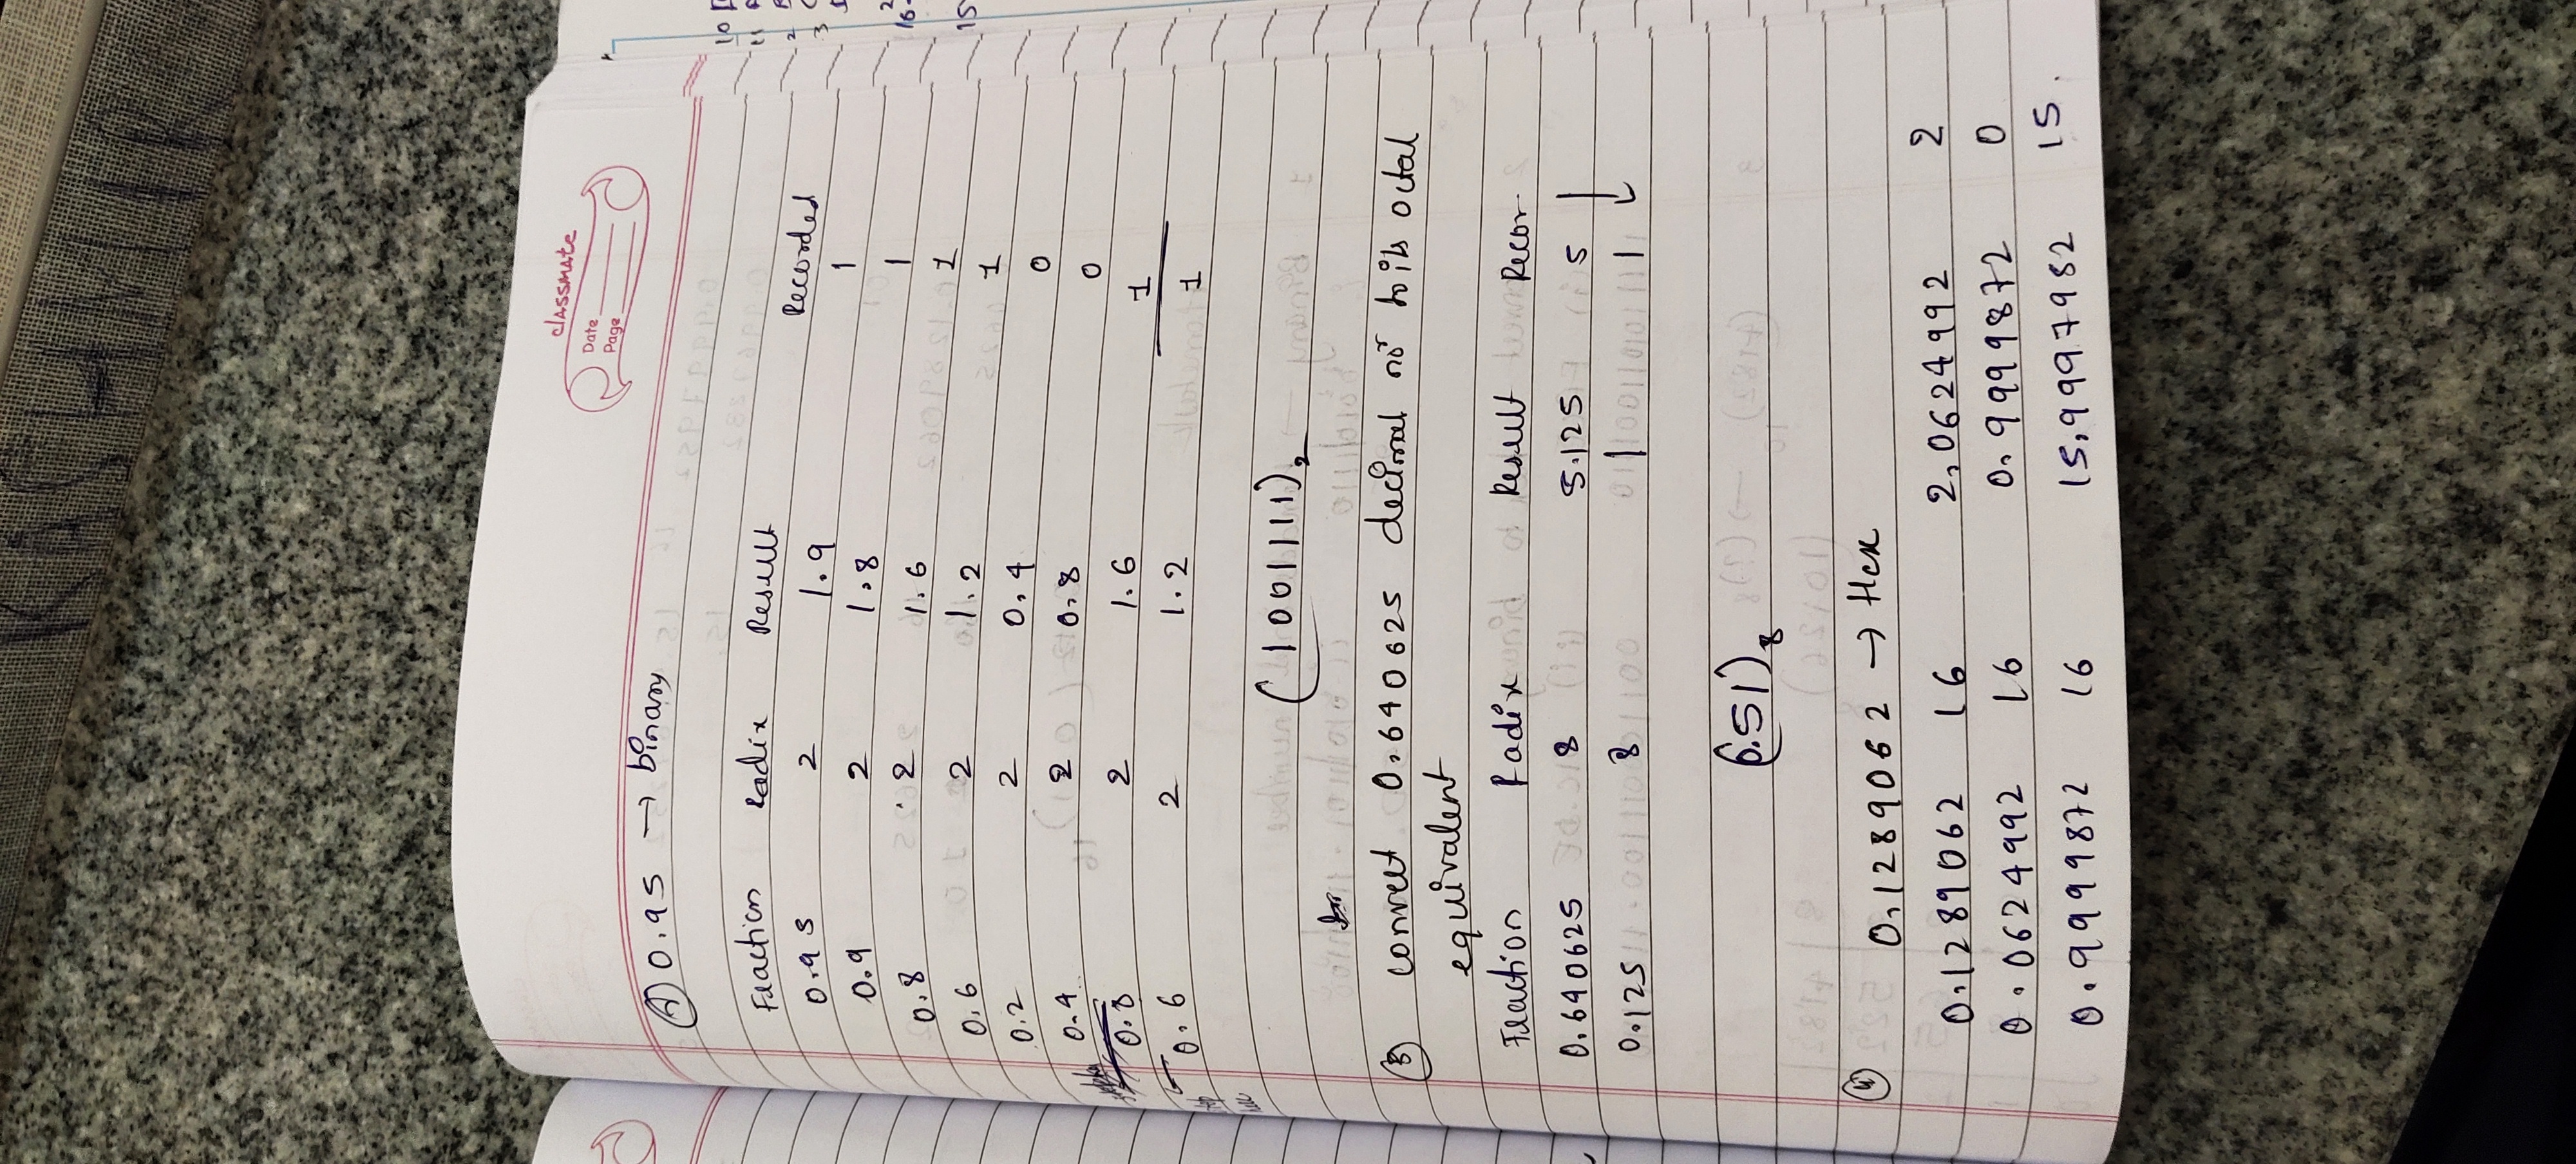 KASHMIR
classmate
Date
Page
A 0.95 → binary
Fraction Radix Result Recorded
0.95 2 1.9 1
0.9 2 1.8 1
0.8 2 1.6 1
0.6 2 1.2 1
0.2 2 0.4 0
0.4 2 0.8 0
0.8 2 1.6 1
0.6 2 1.2 1
(1001111)2
B convert 0.640625 decimal no to its octal
equivalent
Fraction Radix Result Recor
0.640625 8 5.125 5
0.125 8 1 1
(0.51)8
4 0.1289062 → Hex
0.1289062 16 2.0624992 2
0.0624992 16 0.9999872 0
0.9999872 16 15.9997952 15.